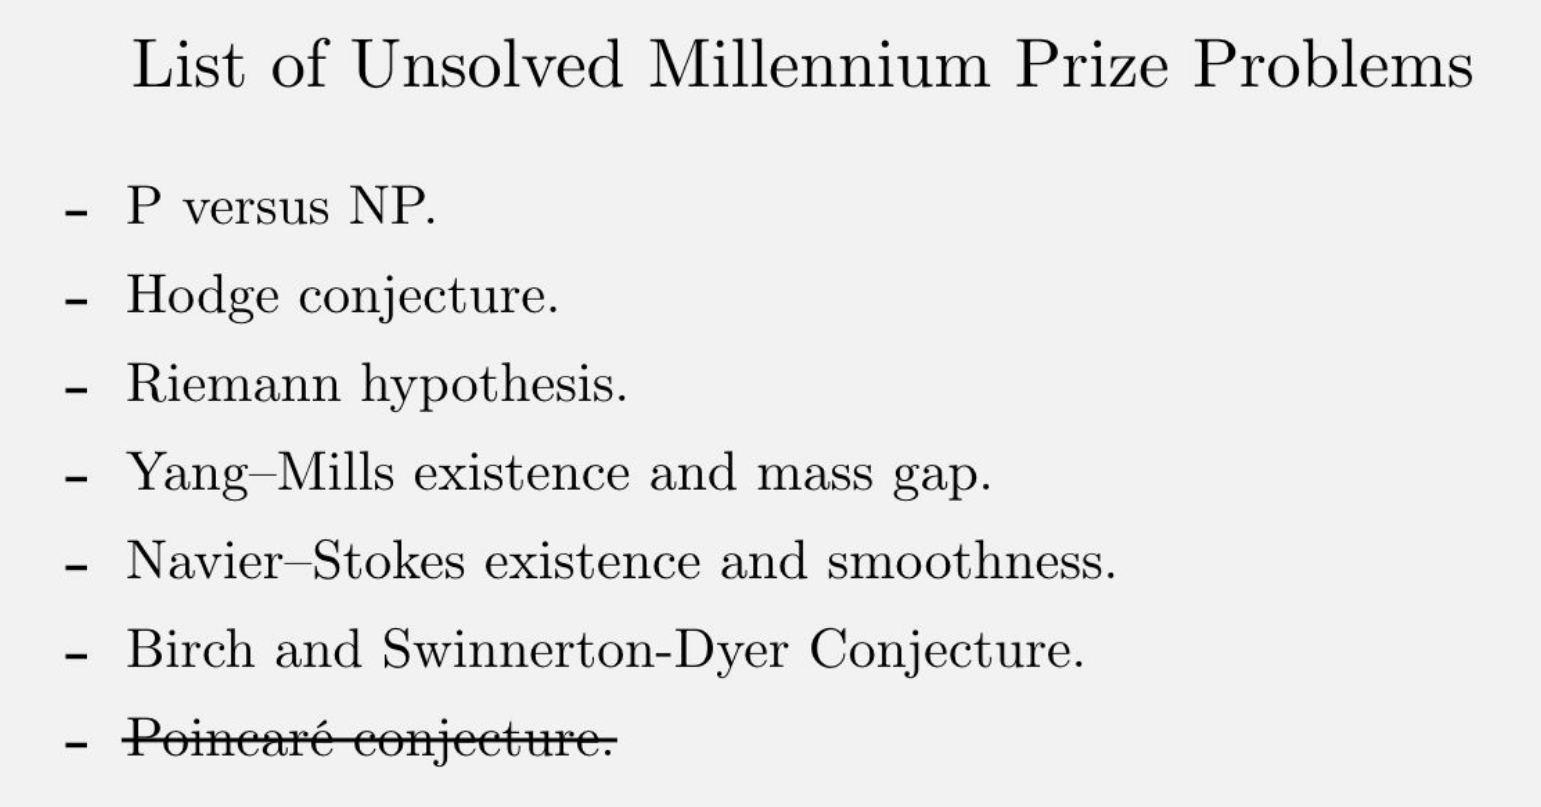 List of Unsolved Millennium Prize Problems
- P versus NP.
- Hodge conjecture.
- Riemann hypothesis.
- Yang–Mills existence and mass gap.
- Navier–Stokes existence and smoothness.
- Birch and Swinnerton-Dyer Conjecture.
- Poincaré conjecture.